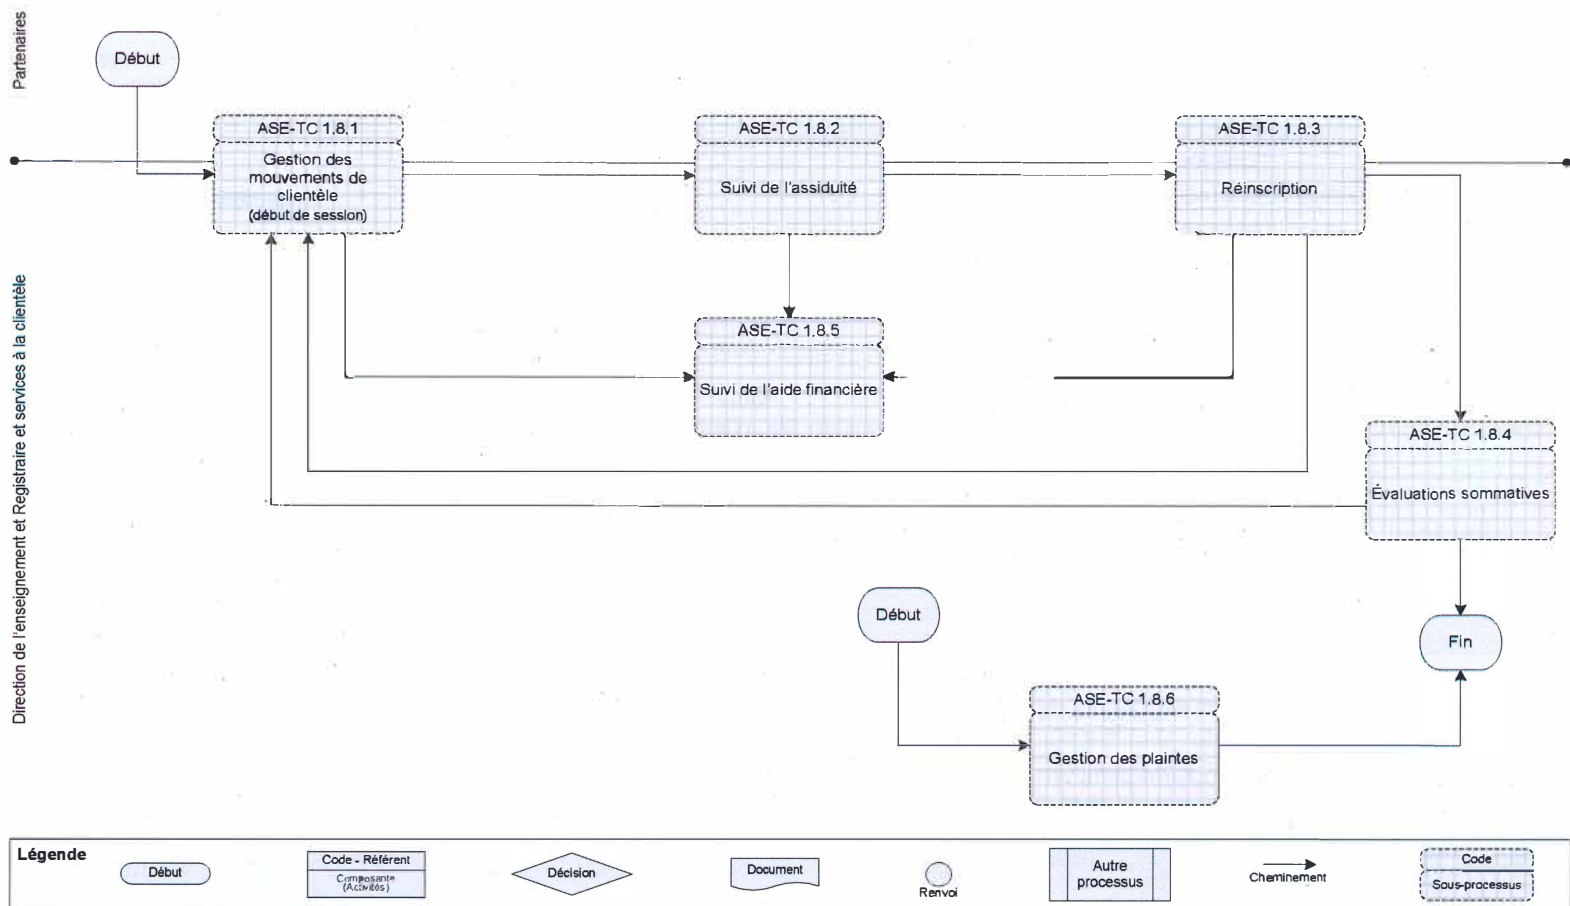 Partenaires
Direction de l'enseignement et Registraire et services à la clientèle
Début
ASE-TC 1.8.1
Gestion des
mouvements de
clientèle
(début de session)
ASE-TC 1.8.2
Suivi de l'assiduité
ASE-TC 1.8.3
Réinscription
ASE-TC 1.8.5
Suivi de l'aide financière
ASE-TC 1.8.4
Évaluations sommatives
Début
Fin
ASE-TC 1.8.6
Gestion des plaintes
Légende
Début
Code - Référent
Composante
(Activités)
Décision
Document
Renvoi
Autre
processus
Cheminement
Code
Sous-processus